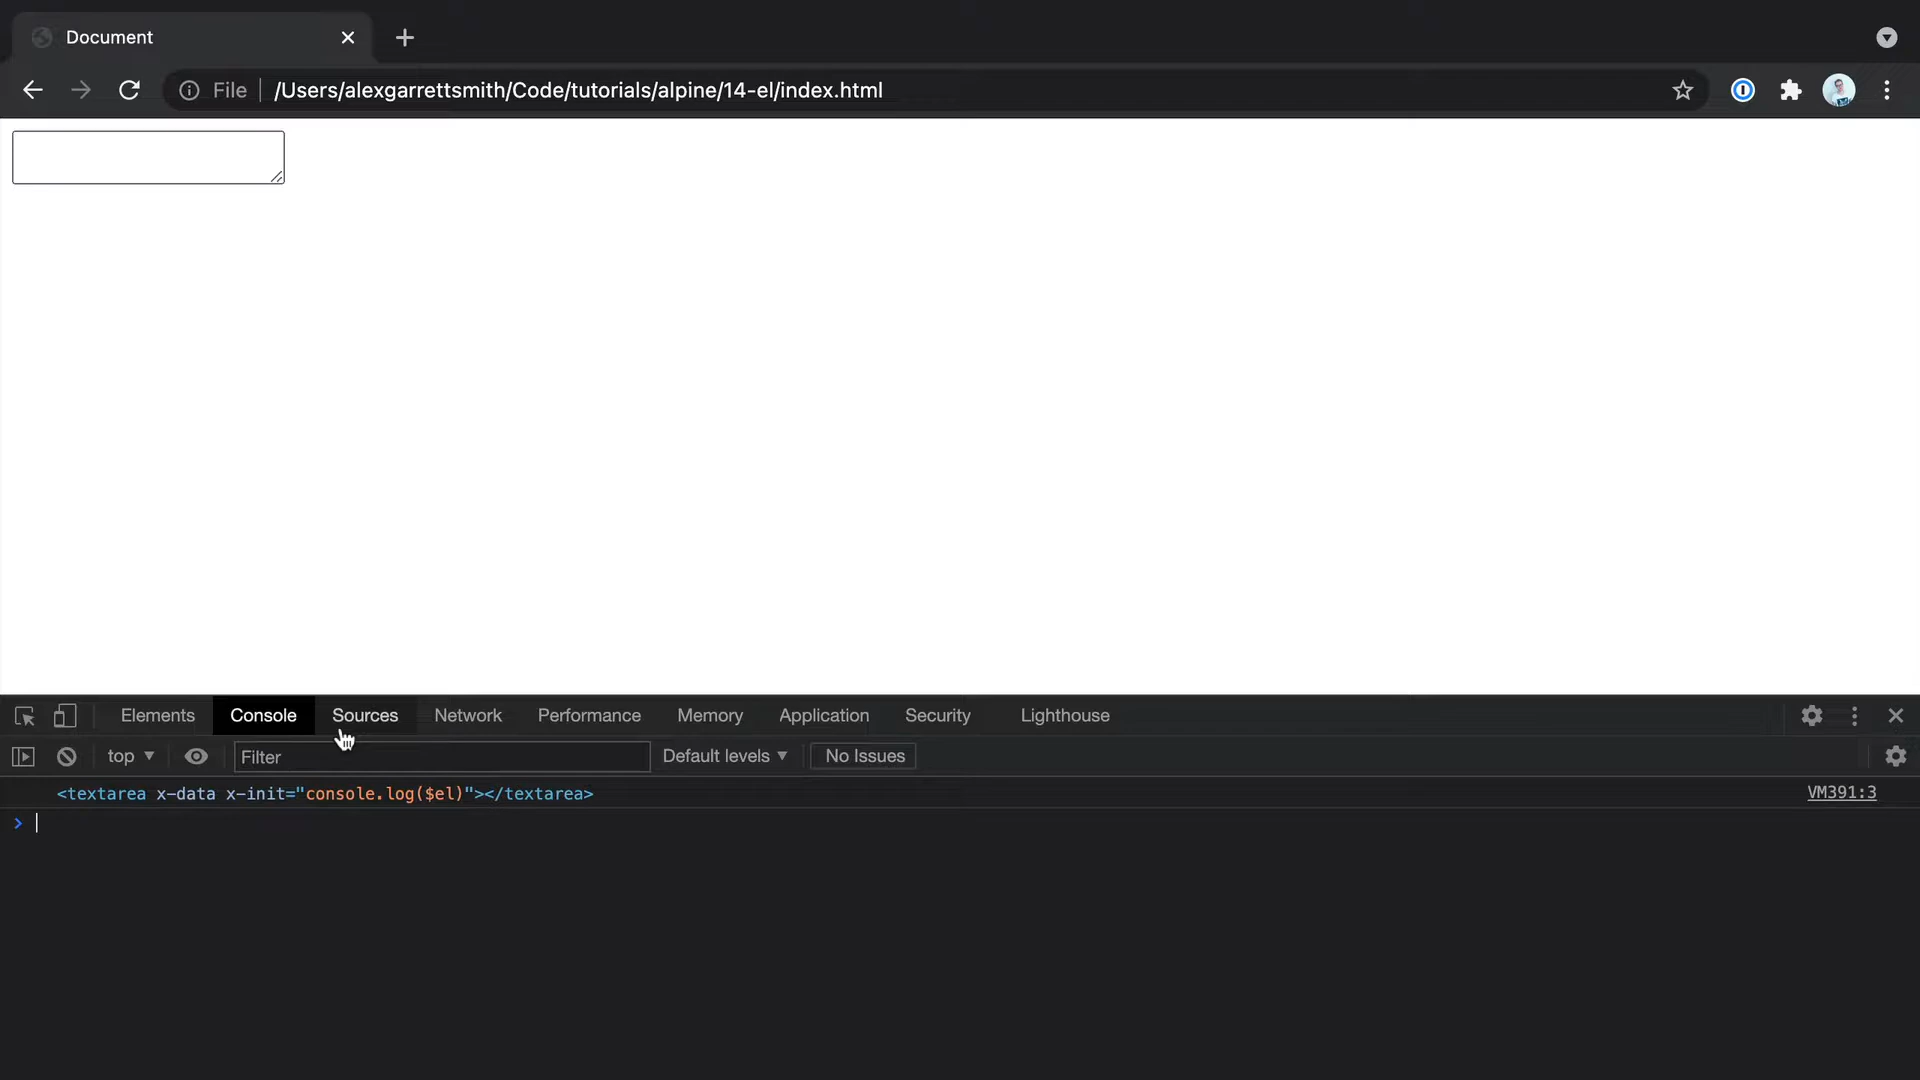 Document
File /Users/alexgarrettsmith/Code/tutorials/alpine/14-el/index.html
Elements Console Sources Network Performance Memory Application Security Lighthouse
top Filter Default levels No Issues
<textarea x-data x-init="console.log($el)"></textarea> VM391:3